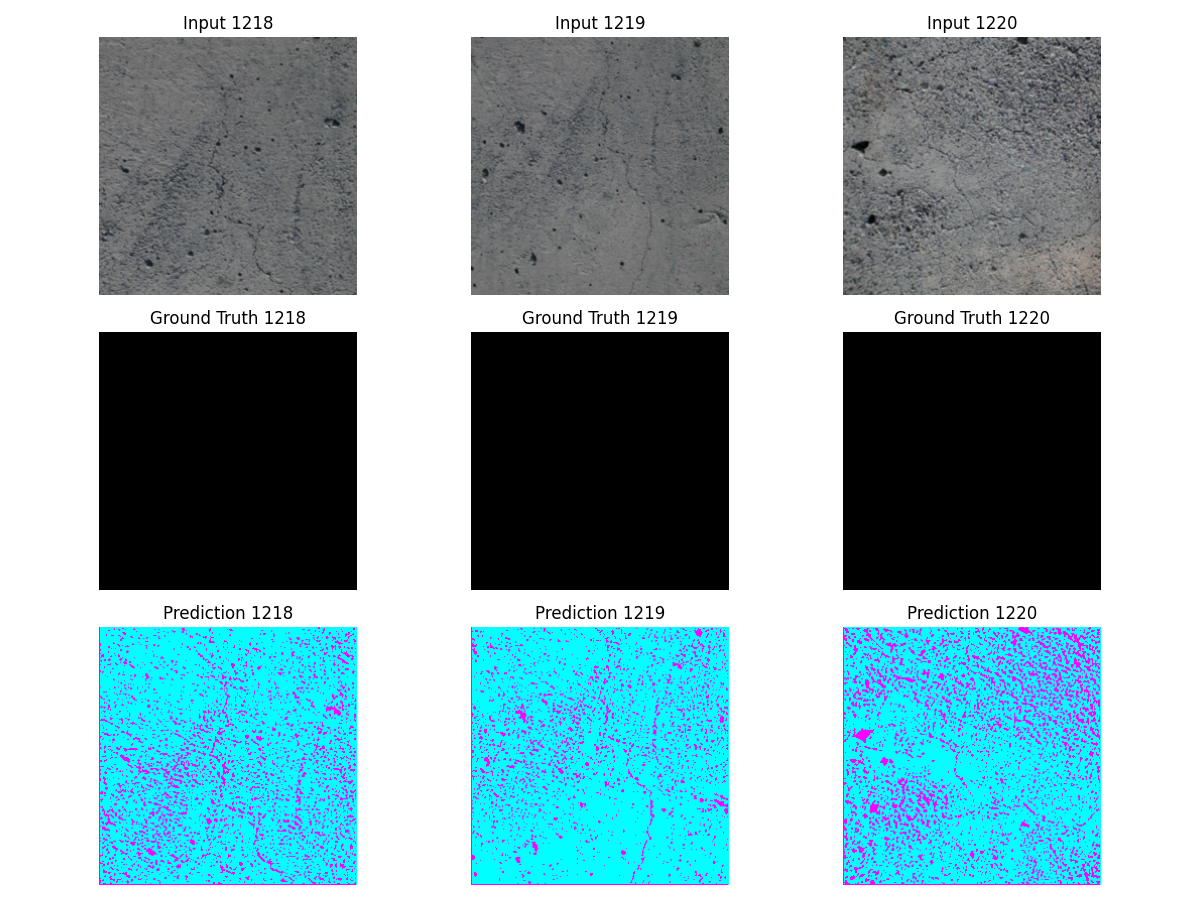 Input 1218
Input 1219
Input 1220
Ground Truth 1218
Ground Truth 1219
Ground Truth 1220
Prediction 1218
Prediction 1219
Prediction 1220